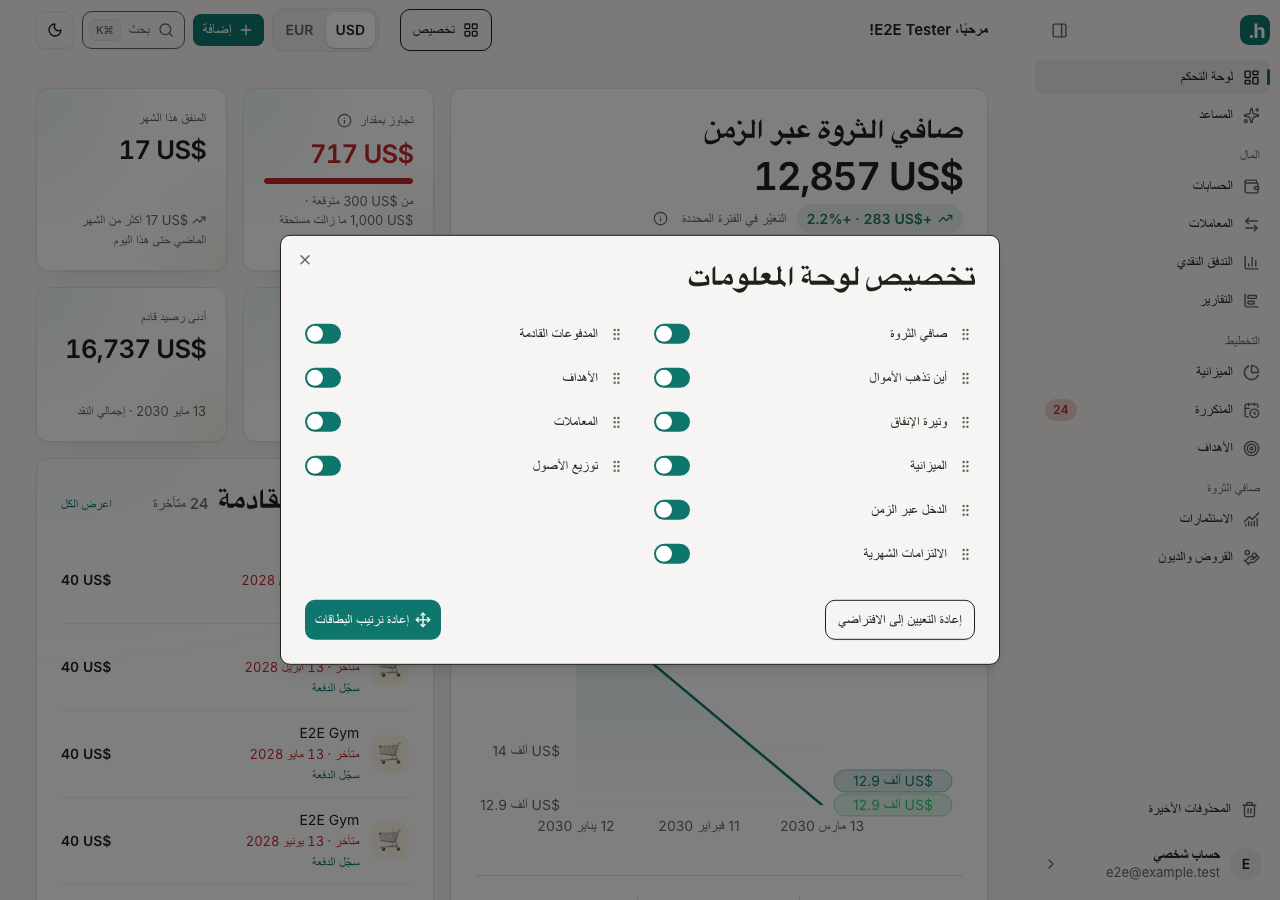 .h
لوحة التحكم
المساعد
المال
الحسابات
المعاملات
التدفق النقدي
التقارير
التخطيط
الميزانية
المتكررة
24
الأهداف
صافي الثروة
الاستثمارات
القروض والديون
المحذوفات الأخيرة
E
حساب شخصي
e2e@example.test
مرحبًا، E2E Tester!
تخصيص
USD
EUR
إضافة
بحث
⌘K
صافي الثروة عبر الزمن
12,857 US$
+283 US$ · +2.2%
التغيّر في الفترة المحددة
تجاوز بمقدار
717 US$
من 300 US$ متوقعة ·
1,000 US$ ما زالت مستحقة
المنفق هذا الشهر
17 US$
17 US$ أكثر من الشهر
الماضي حتى هذا اليوم
أدنى رصيد قادم
16,737 US$
13 مايو 2030 · إجمالي النقد
تخصيص لوحة المعلومات
صافي الثروة
أين تذهب الأموال
وتيرة الإنفاق
الميزانية
الدخل عبر الزمن
الالتزامات الشهرية
المدفوعات القادمة
الأهداف
المعاملات
توزيع الأصول
إعادة التعيين إلى الافتراضي
إعادة ترتيب البطاقات
24 متأخرة
اعرض الكل
2028
40 US$
متأخر · 13 أبريل 2028
سجّل الدفعة
40 US$
E2E Gym
متأخر · 13 مايو 2028
سجّل الدفعة
40 US$
E2E Gym
متأخر · 13 يونيو 2028
سجّل الدفعة
40 US$
14 ألف US$
12.9 ألف US$
12.9 ألف US$
12.9 ألف US$
12 يناير 2030
11 فبراير 2030
13 مارس 2030